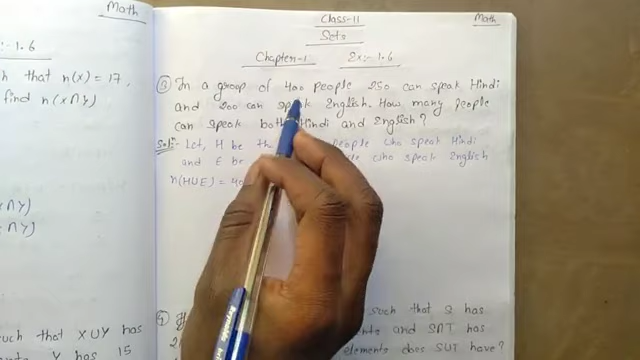 Math
:- 1.6
that n(x) = 17,
find n(x∩Y)
∩Y)
∩Y)
such that X∪Y has
has 15
Class-11
Math
Sets
Chapter-1 Ex:- 1.6
③ In a group of 400 people 250 can speak Hindi
and 200 can speak English. How many people
can speak both Hindi and English?
Sol:- Let, H be the people who speak Hindi
and E be who speak English
n(H∪E) = 40
④ such that S has
and S∩T has
elements does S∪T have?